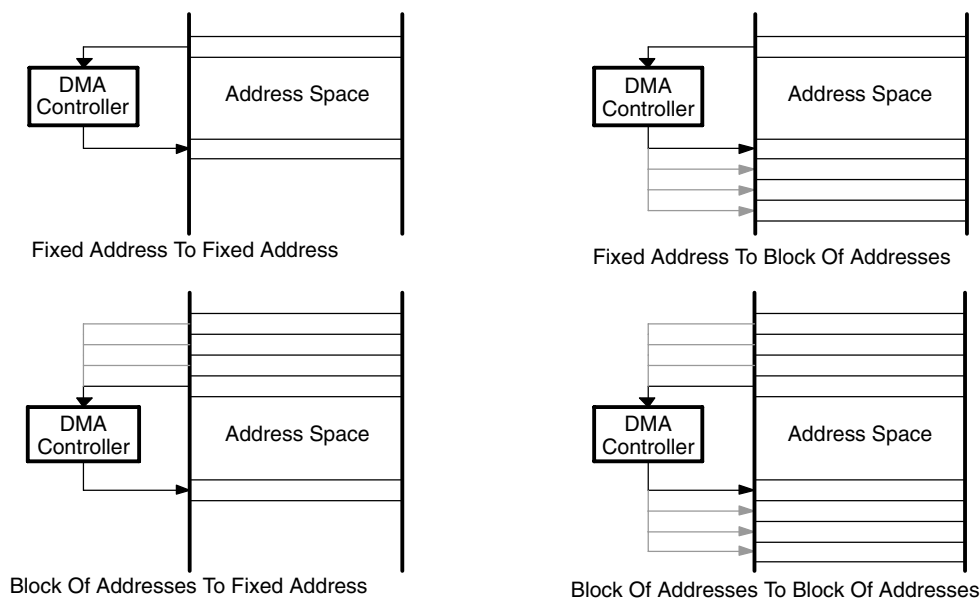 DMA
Controller
Address Space
Fixed Address To Fixed Address
DMA
Controller
Address Space
Fixed Address To Block Of Addresses
DMA
Controller
Address Space
Block Of Addresses To Fixed Address
DMA
Controller
Address Space
Block Of Addresses To Block Of Addresses